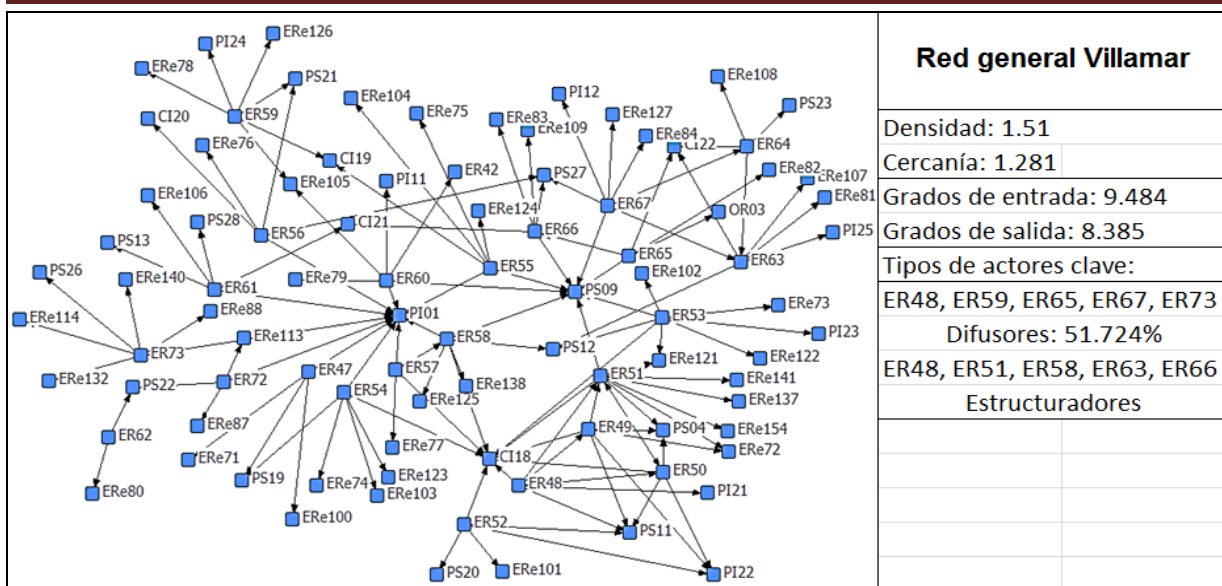 ERe126
PI24
ERe78
PS21
ER59
CI20
ERe104
ERe75
ERe76
CI19
ERe105
PI11
ER42
ERe106
PS28
CI21
ERe124
ER56
PS13
PS26
ERe140
ERe79
ER60
ER55
ER61
ERe88
PI01
ERe114
ERe113
ER58
ER73
ER47
ER57
ERe132
PS22
ER72
ER54
ERe138
ERe125
ERe87
ER62
ERe71
ERe77
PS19
ERe74
ERe123
ERe103
ERe80
ERe100
CI18
ER48
ER52
PS20
ERe101
ERe108
PI12
PS23
ERe83
ERe109
ERe127
ERe84
CI22
ER64
PS27
ERe82
ERe107
ERe81
ER67
OR03
PI25
ER66
ER65
ER63
ERe102
PS09
ERe73
ER53
PI23
PS12
ERe121
ERe122
ER51
ERe141
ERe137
ER49
PS04
ERe154
ERe72
ER50
PI21
PS11
PI22
Red general Villamar
Densidad: 1.51
Cercanía: 1.281
Grados de entrada: 9.484
Grados de salida: 8.385
Tipos de actores clave:
ER48, ER59, ER65, ER67, ER73
Difusores: 51.724%
ER48, ER51, ER58, ER63, ER66
Estructuradores